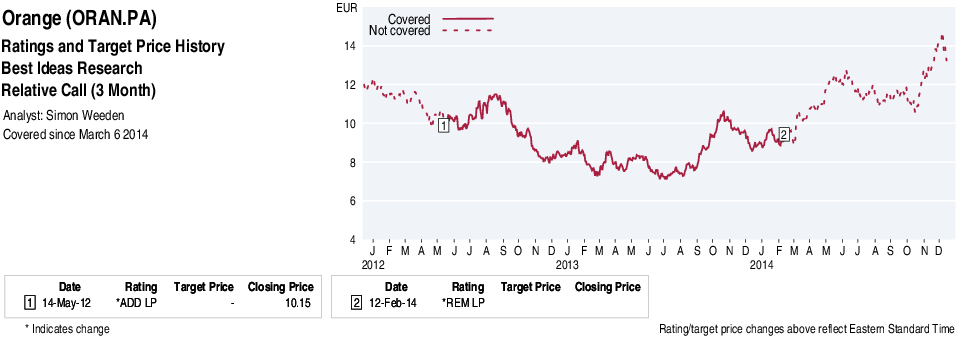 Orange (ORAN.PA)
Ratings and Target Price History
Best Ideas Research
Relative Call (3 Month)
Analyst: Simon Weeden
Covered since March 6 2014
EUR
Covered
Not covered
14
12
10
8
6
4
1
2
J F M A M J J A S O N D J F M A M J J A S O N D J F M A M J J A S O N D
2012 2013 2014
Date Rating Target Price Closing Price
1 14-May-12 *ADD LP - 10.15
Date Rating Target Price Closing Price
2 12-Feb-14 *REM LP
* Indicates change
Rating/target price changes above reflect Eastern Standard Time